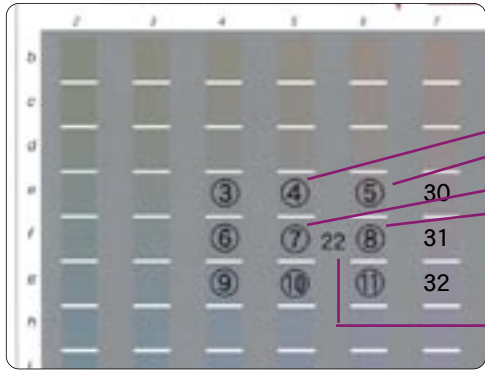 2 3 4 5 6 7
b
c
d
e ③ ④ ⑤ 30
f ⑥ ⑦ 22 ⑧ 31
⑨ ⑩ ⑪ 32
h